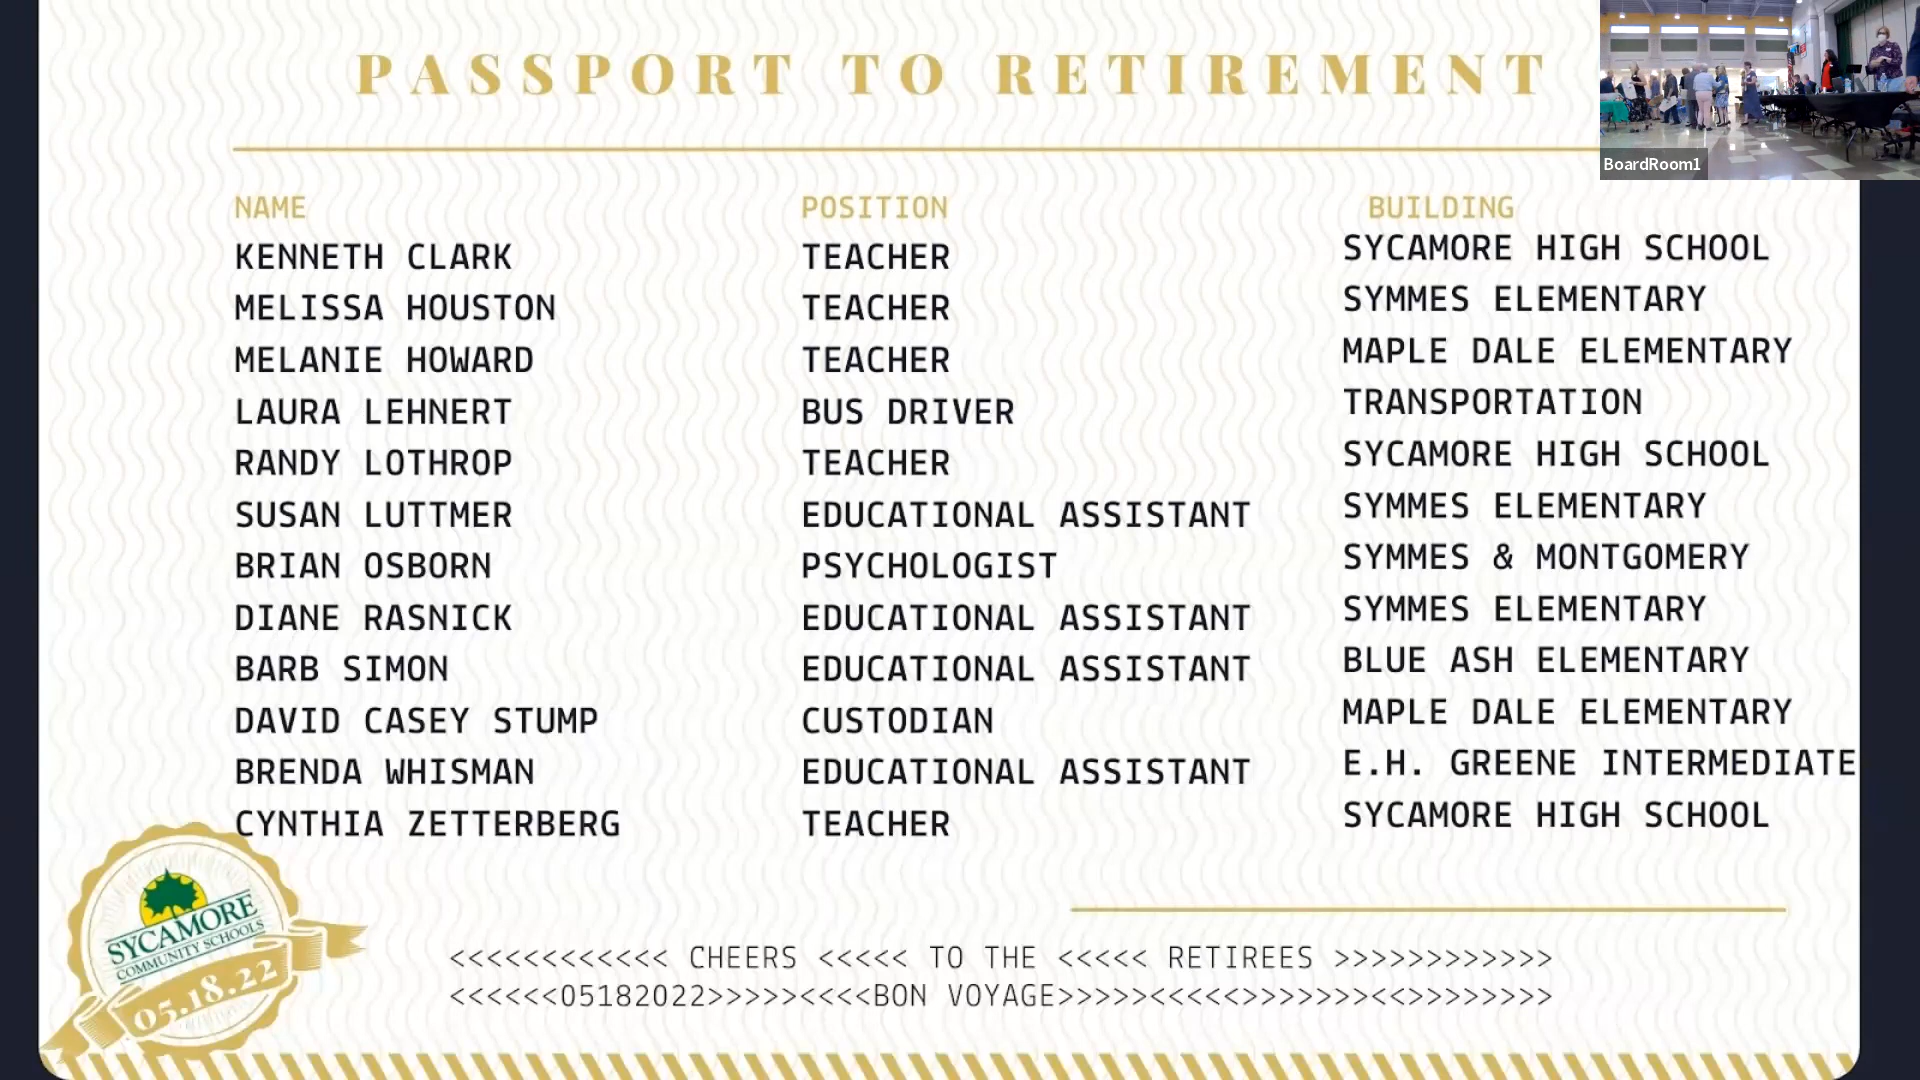 PASSPORT TO RETIREMENT
BoardRoom1
NAME POSITION BUILDING
KENNETH CLARK TEACHER SYCAMORE HIGH SCHOOL
MELISSA HOUSTON TEACHER SYMMES ELEMENTARY
MELANIE HOWARD TEACHER MAPLE DALE ELEMENTARY
LAURA LEHNERT BUS DRIVER TRANSPORTATION
RANDY LOTHROP TEACHER SYCAMORE HIGH SCHOOL
SUSAN LUTTMER EDUCATIONAL ASSISTANT SYMMES ELEMENTARY
BRIAN OSBORN PSYCHOLOGIST SYMMES & MONTGOMERY
DIANE RASNICK EDUCATIONAL ASSISTANT SYMMES ELEMENTARY
BARB SIMON EDUCATIONAL ASSISTANT BLUE ASH ELEMENTARY
DAVID CASEY STUMP CUSTODIAN MAPLE DALE ELEMENTARY
BRENDA WHISMAN EDUCATIONAL ASSISTANT E.H. GREENE INTERMEDIATE
CYNTHIA ZETTERBERG TEACHER SYCAMORE HIGH SCHOOL
SYCAMORE
COMMUNITY SCHOOLS
05.18.22
<<<<<<<<<<<< CHEERS <<<<< TO THE <<<<< RETIREES >>>>>>>>>>>>
<<<<<<05182022>>>>><<<<BON VOYAGE>>>>><<<<<>>>>>>><<>>>>>>>>